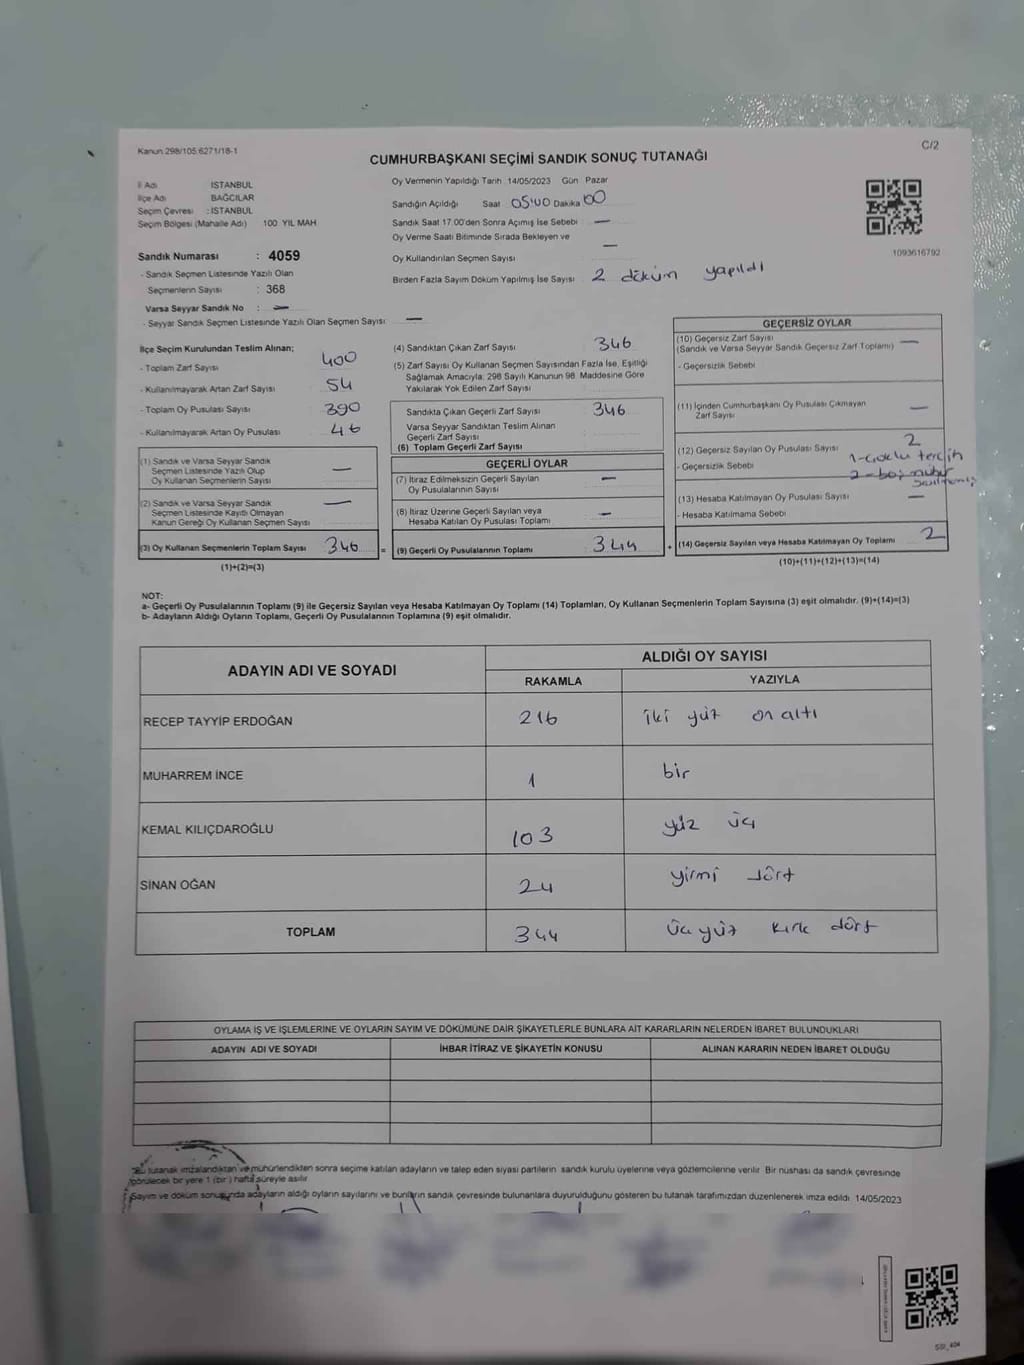 Kanun 298/105.6271/18-1
C/2
CUMHURBAŞKANI SEÇİMİ SANDIK SONUÇ TUTANAĞI
İl Adı İSTANBUL
İlçe Adı BAĞCILAR
Seçim Çevresi : İSTANBUL
Seçim Bölgesi (Mahalle Adı) 100 YIL MAH
Sandık Numarası : 4059
- Sandık Seçmen Listesinde Yazılı Olan
Seçmenlerin Sayısı : 368
Varsa Seyyar Sandık No : —
- Seyyar Sandık Seçmen Listesinde Yazılı Olan Seçmen Sayısı —
Oy Vermenin Yapıldığı Tarih 14/05/2023 Gün Pazar
Sandığın Açıldığı Saat 05:00 Dakika 00
Sandık Saat 17.00'den Sonra Açımış İse Sebebi —
Oy Verme Saati Bitiminde Sırada Bekleyen ve
Oy Kullandırılan Seçmen Sayısı —
Birden Fazla Sayım Döküm Yapılmış İse Sayısı 2 döküm yapıldı
1093616792
İlçe Seçim Kurulundan Teslim Alınan;
- Toplam Zarf Sayısı 400
- Kullanılmayarak Artan Zarf Sayısı 54
- Toplam Oy Pusulası Sayısı 390
- Kullanılmayarak Artan Oy Pusulası 46
(1) Sandık ve Varsa Seyyar Sandık
Seçmen Listesinde Yazılı Olup
Oy Kullanan Seçmenlerin Sayısı —
(2) Sandık ve Varsa Seyyar Sandık
Seçmen Listesinde Kayıtlı Olmayan
Kanun Gereği Oy Kullanan Seçmen Sayısı —
(3) Oy Kullanan Seçmenlerin Toplam Sayısı 346
(1)+(2)=(3)
(4) Sandıktan Çıkan Zarf Sayısı 346
(5) Zarf Sayısı Oy Kullanan Seçmen Sayısından Fazla İse, Eşitliği
Sağlamak Amacıyla; 298 Sayılı Kanunun 98. Maddesine Göre
Yakılarak Yok Edilen Zarf Sayısı
Sandıkta Çıkan Geçerli Zarf Sayısı 346
Varsa Seyyar Sandıktan Teslim Alınan
Geçerli Zarf Sayısı
(6) Toplam Geçerli Zarf Sayısı
GEÇERLİ OYLAR
(7) İtiraz Edilmeksizin Geçerli Sayılan
Oy Pusulalarının Sayısı —
(8) İtiraz Üzerine Geçerli Sayılan veya
Hesaba Katılan Oy Pusulası Toplamı —
= (9) Geçerli Oy Pusulalarının Toplamı 344
GEÇERSİZ OYLAR
(10) Geçersiz Zarf Sayısı
(Sandık ve Varsa Seyyar Sandık Geçersiz Zarf Toplamı) —
- Geçersizlik Sebebi
(11) İçinden Cumhurbaşkanı Oy Pusulası Çıkmayan
Zarf Sayısı —
(12) Geçersiz Sayılan Oy Pusulası Sayısı 2
- Geçersizlik Sebebi 1-çoklu tercih
2-boş mühür
(13) Hesaba Katılmayan Oy Pusulası Sayısı —
- Hesaba Katılmama Sebebi
+ (14) Geçersiz Sayılan veya Hesaba Katılmayan Oy Toplamı 2
(10)+(11)+(12)+(13)=(14)
NOT:
a- Geçerli Oy Pusulalarının Toplamı (9) ile Geçersiz Sayılan veya Hesaba Katılmayan Oy Toplamı (14) Toplamları, Oy Kullanan Seçmenlerin Toplam Sayısına (3) eşit olmalıdır. (9)+(14)=(3)
b- Adayların Aldığı Oyların Toplamı, Geçerli Oy Pusulalarının Toplamına (9) eşit olmalıdır.
ADAYIN ADI VE SOYADI ALDIĞI OY SAYISI
RAKAMLA YAZIYLA
RECEP TAYYİP ERDOĞAN 216 iki yüz on altı
MUHARREM İNCE 1 bir
KEMAL KILIÇDAROĞLU 103 yüz üç
SİNAN OĞAN 24 yirmi dört
TOPLAM 344 üç yüz kırk dört
OYLAMA İŞ VE İŞLEMLERİNE VE OYLARIN SAYIM VE DÖKÜMÜNE DAİR ŞİKAYETLERLE BUNLARA AİT KARARLARIN NELERDEN İBARET BULUNDUKLARI
ADAYIN ADI VE SOYADI İHBAR İTİRAZ VE ŞİKAYETİN KONUSU ALINAN KARARIN NEDEN İBARET OLDUĞU
Bu tutanak imzalandıktan ve mühürlendikten sonra seçime katılan adayların ve talep eden siyasi partilerin sandık kurulu üyelerine veya gözlemcilerine verilir Bir nüshası da sandık çevresinde
görülecek bir yere 1 (bir ) hafta süreyle asılır
Sayım ve döküm sonucunda adayların aldığı oyların sayılarını ve bunların sandık çevresinde bulunanlara duyurulduğunu gösteren bu tutanak tarafımızdan düzenlenerek imza edildi 14/05/2023